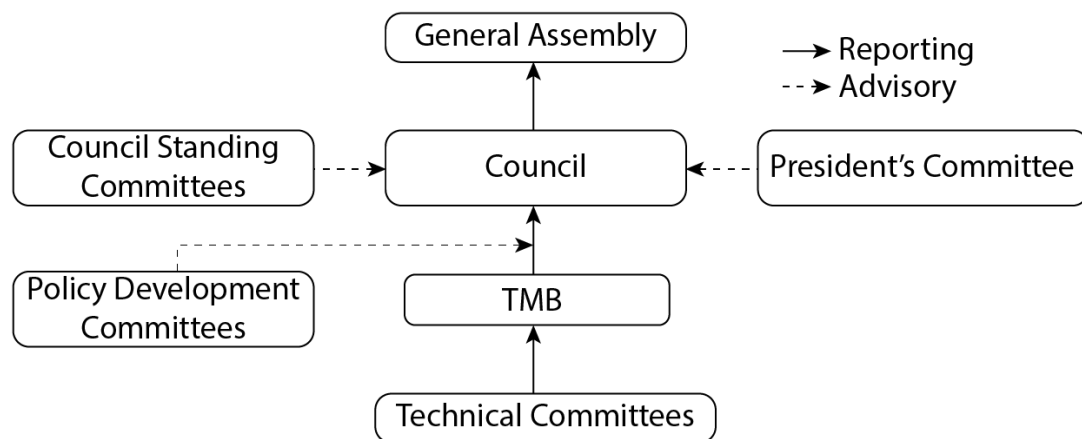 General Assembly
Reporting
Advisory
Council Standing
Committees
Council
President’s Committee
Policy Development
Committees
TMB
Technical Committees